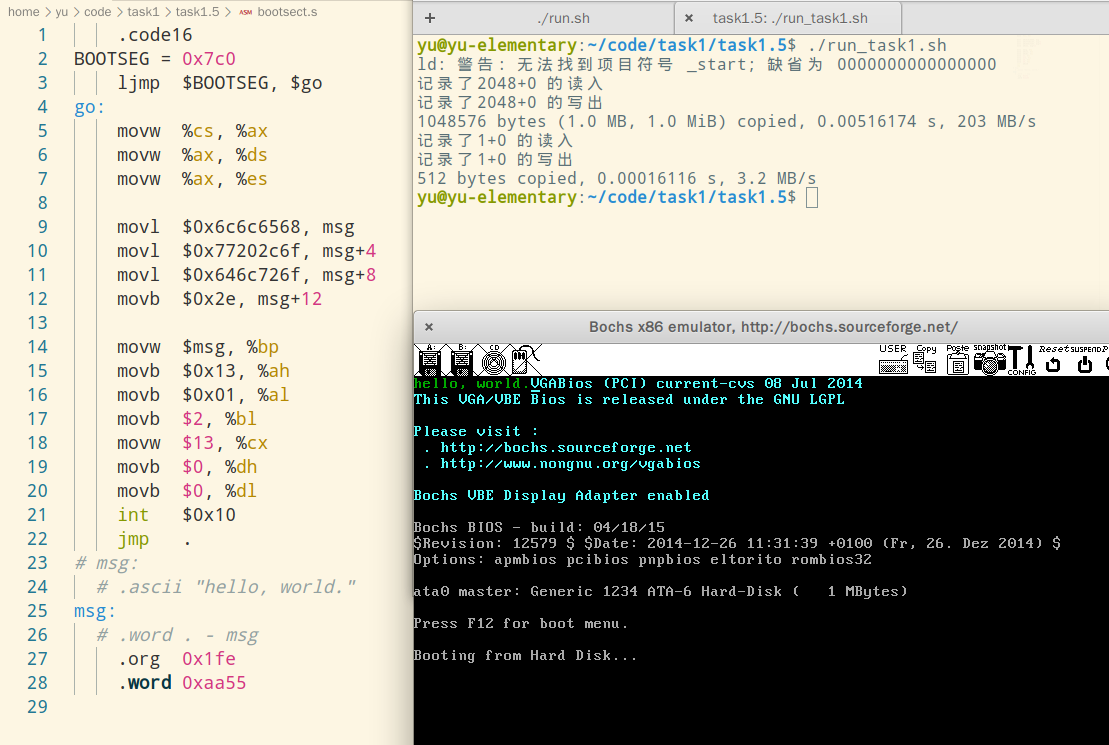 home > yu > code > task1 > task1.5 > ASM bootsect.s
1 .code16
2 BOOTSEG = 0x7c0
3 ljmp $BOOTSEG, $go
4 go:
5 movw %cs, %ax
6 movw %ax, %ds
7 movw %ax, %es
8
9 movl $0x6c6c6568, msg
10 movl $0x77202c6f, msg+4
11 movl $0x646c726f, msg+8
12 movb $0x2e, msg+12
13
14 movw $msg, %bp
15 movb $0x13, %ah
16 movb $0x01, %al
17 movb $2, %bl
18 movw $13, %cx
19 movb $0, %dh
20 movb $0, %dl
21 int $0x10
22 jmp .
23 # msg:
24 # .ascii "hello, world."
25 msg:
26 # .word . - msg
27 .org 0x1fe
28 .word 0xaa55
29
+ ./run.sh × task1.5: ./run_task1.sh
yu@yu-elementary:~/code/task1/task1.5$ ./run_task1.sh
ld: 警告: 无法找到项目符号 _start; 缺省为 0000000000000000
记录了2048+0 的读入
记录了2048+0 的写出
1048576 bytes (1.0 MB, 1.0 MiB) copied, 0.00516174 s, 203 MB/s
记录了1+0 的读入
记录了1+0 的写出
512 bytes copied, 0.00016116 s, 3.2 MB/s
yu@yu-elementary:~/code/task1/task1.5$
× Bochs x86 emulator, http://bochs.sourceforge.net/
A: B: CD USER Copy Paste snapshot CONFIG Reset SUSPEND P
hello, world.VGABios (PCI) current-cvs 08 Jul 2014
This VGA/VBE Bios is released under the GNU LGPL
Please visit :
. http://bochs.sourceforge.net
. http://www.nongnu.org/vgabios
Bochs VBE Display Adapter enabled
Bochs BIOS - build: 04/18/15
$Revision: 12579 $ $Date: 2014-12-26 11:31:39 +0100 (Fr, 26. Dez 2014) $
Options: apmbios pcibios pnpbios eltorito rombios32
ata0 master: Generic 1234 ATA-6 Hard-Disk (   1 MBytes)
Press F12 for boot menu.
Booting from Hard Disk...